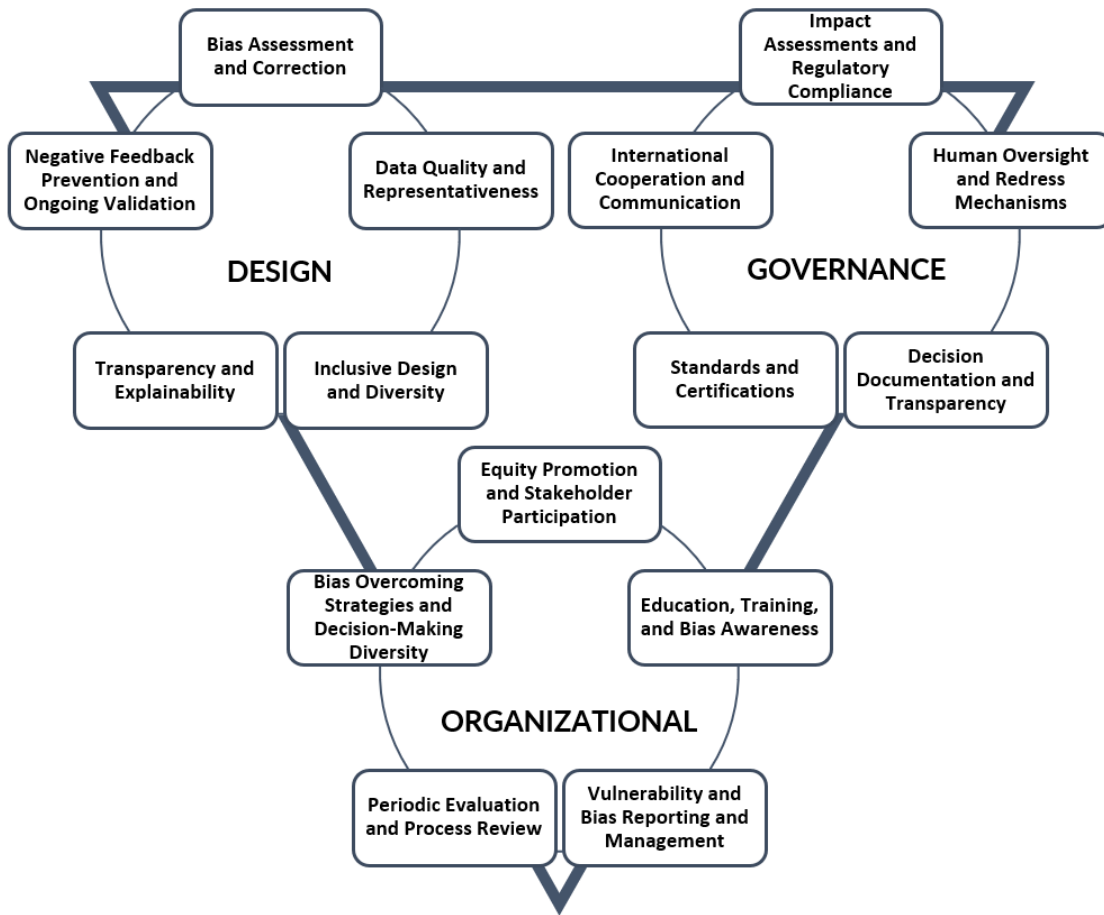 Bias Assessment
and Correction
Impact
Assessments and
Regulatory
Compliance
Negative Feedback
Prevention and
Ongoing Validation
Data Quality and
Representativeness
International
Cooperation and
Communication
Human Oversight
and Redress
Mechanisms
DESIGN
GOVERNANCE
Transparency and
Explainability
Inclusive Design
and Diversity
Standards and
Certifications
Decision
Documentation and
Transparency
Equity Promotion
and Stakeholder
Participation
Bias Overcoming
Strategies and
Decision-Making
Diversity
Education, Training,
and Bias Awareness
ORGANIZATIONAL
Periodic Evaluation
and Process Review
Vulnerability and
Bias Reporting and
Management